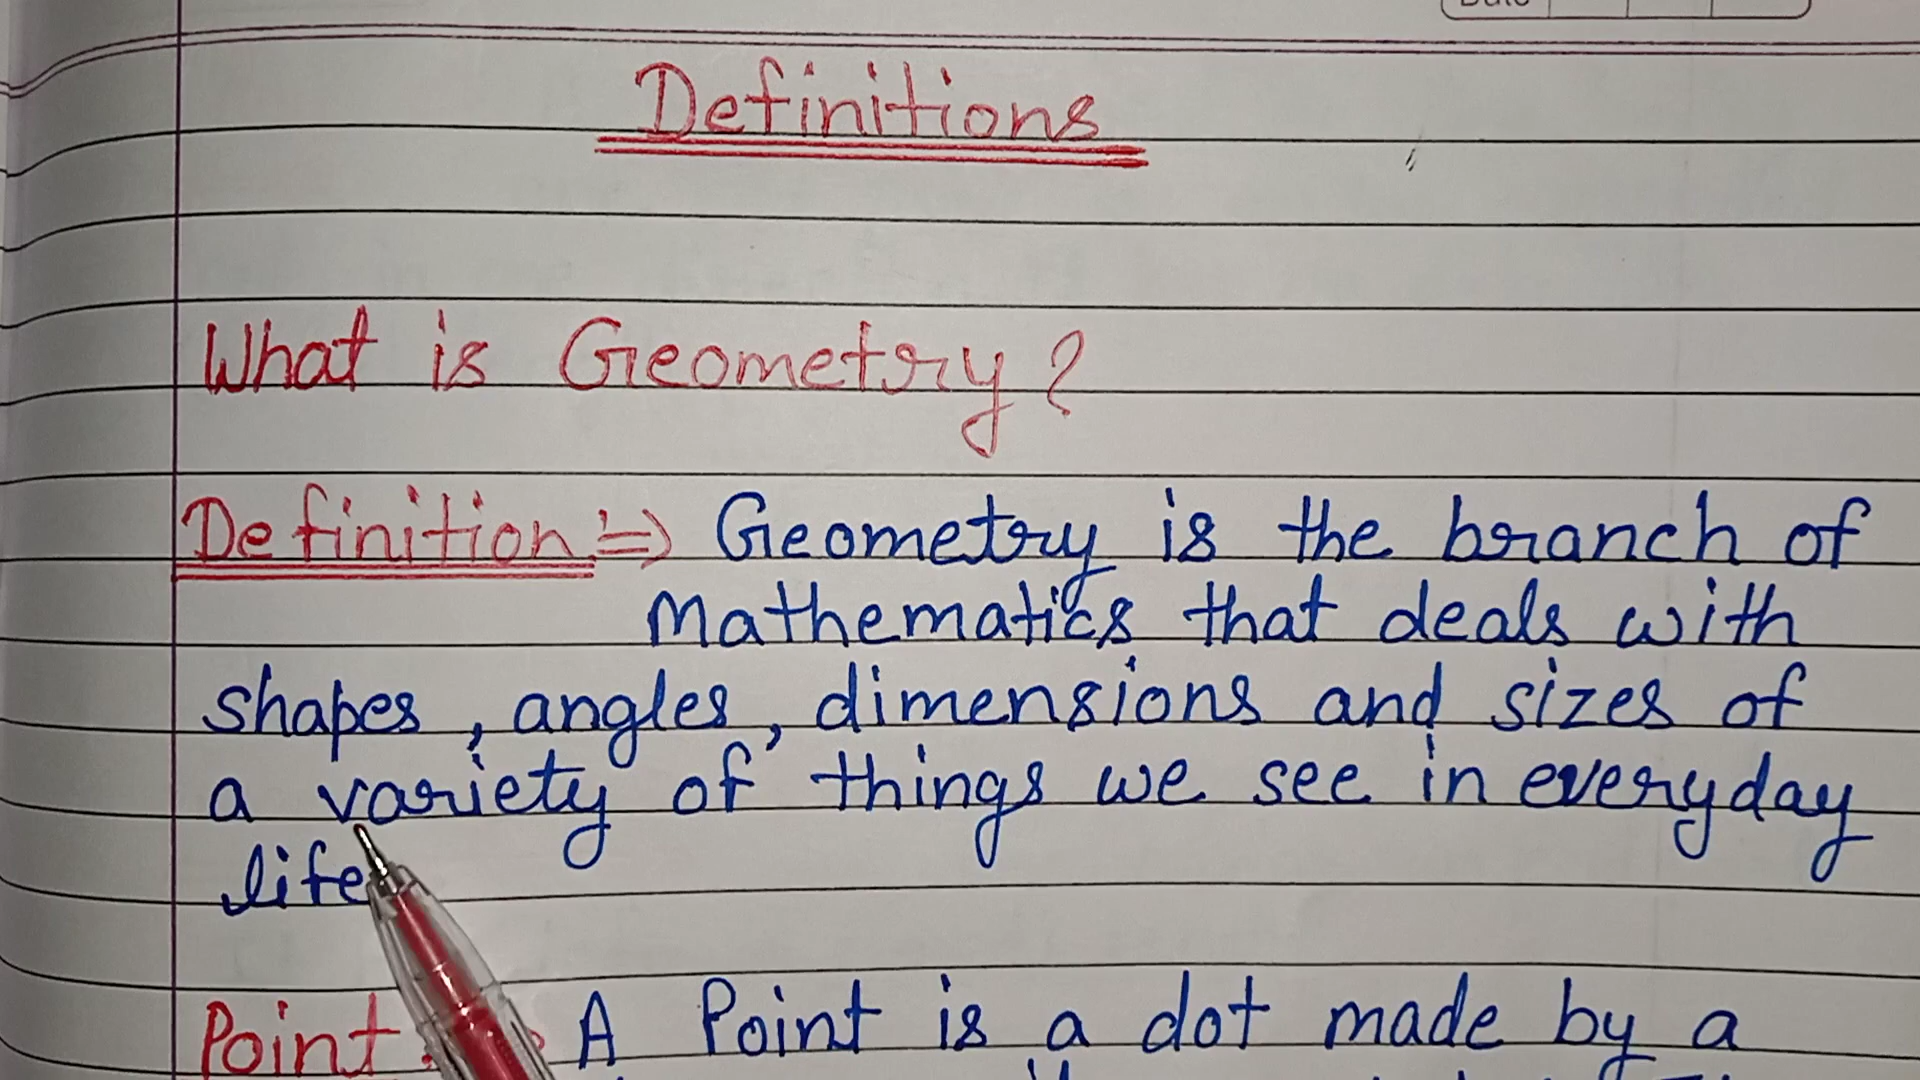 Date
Definitions
What is Geometry?
Definition ⇒ Geometry is the branch of
Mathematics that deals with
shapes, angles, dimensions and sizes of
a variety of things we see in everyday
life
Point A Point is a dot made by a